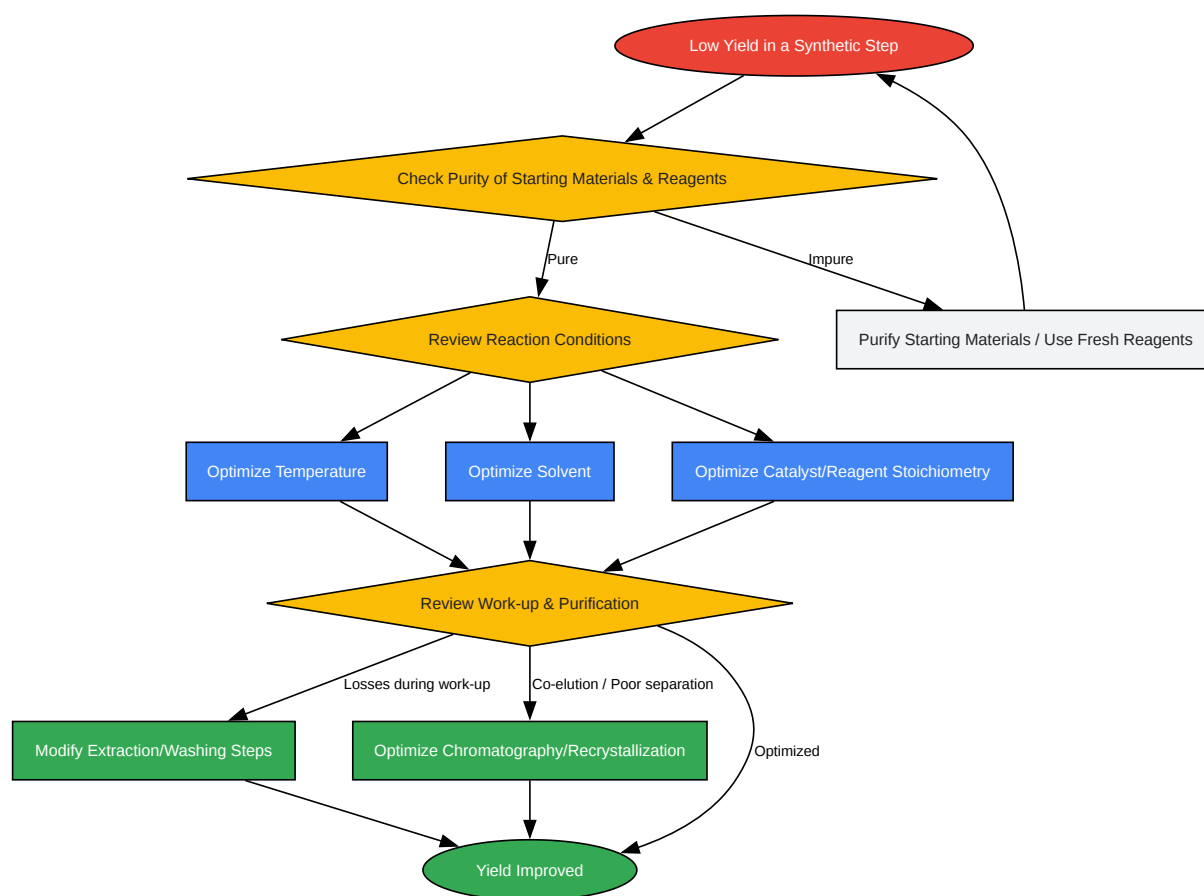 Low Yield in a Synthetic Step
Check Purity of Starting Materials & Reagents
Pure
Impure
Review Reaction Conditions
Purify Starting Materials / Use Fresh Reagents
Optimize Temperature
Optimize Solvent
Optimize Catalyst/Reagent Stoichiometry
Review Work-up & Purification
Losses during work-up
Co-elution / Poor separation
Modify Extraction/Washing Steps
Optimize Chromatography/Recrystallization
Optimized
Yield Improved